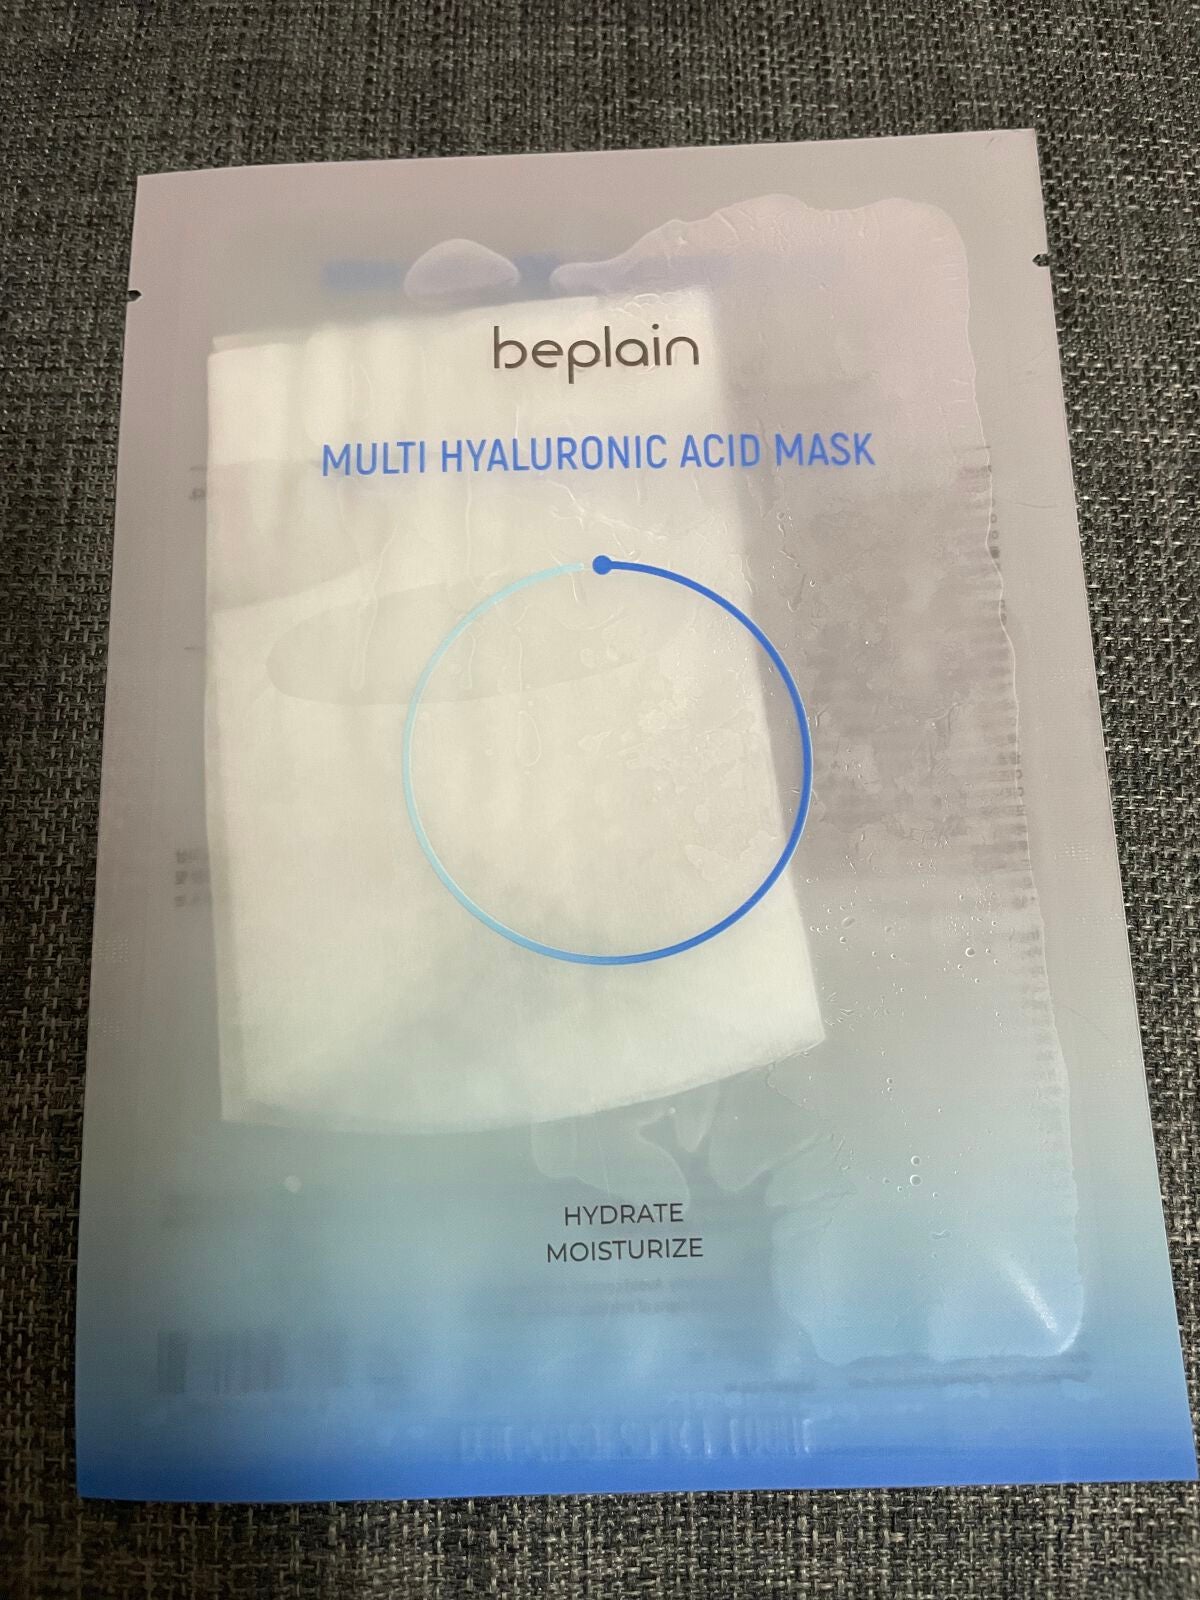 beplain
MULTI HYALURONIC ACID MASK
HYDRATE
MOISTURIZE